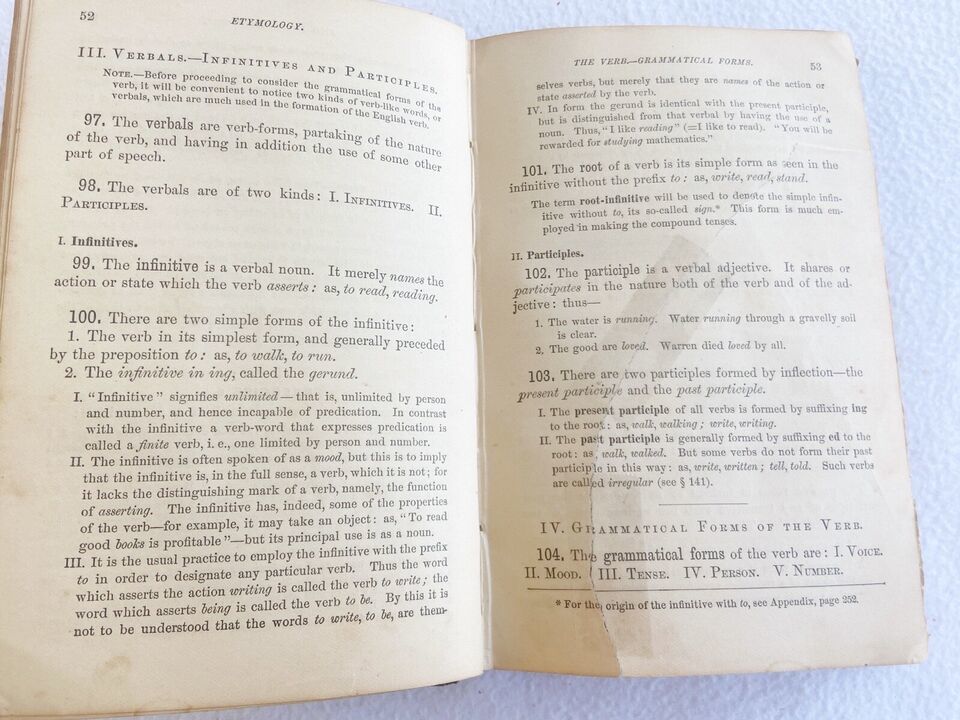 52
ETYMOLOGY.
III. VERBALS.—INFINITIVES AND PARTICIPLES.
NOTE.—Before proceeding to consider the grammatical forms of the
verb, it will be convenient to notice two kinds of verb-like words, or
verbals, which are much used in the formation of the English verb.
97. The verbals are verb-forms, partaking of the nature
of the verb, and having in addition the use of some other
part of speech.
98. The verbals are of two kinds: I. INFINITIVES. II.
PARTICIPLES.
I. Infinitives.
99. The infinitive is a verbal noun. It merely names the
action or state which the verb asserts: as, to read, reading.
100. There are two simple forms of the infinitive:
1. The verb in its simplest form, and generally preceded
by the preposition to: as, to walk, to run.
2. The infinitive in ing, called the gerund.
I. "Infinitive" signifies unlimited—that is, unlimited by person
and number, and hence incapable of predication. In contrast
with the infinitive a verb-word that expresses predication is
called a finite verb, i. e., one limited by person and number.
II. The infinitive is often spoken of as a mood, but this is to imply
that the infinitive is, in the full sense, a verb, which it is not; for
it lacks the distinguishing mark of a verb, namely, the function
of asserting. The infinitive has, indeed, some of the properties
of the verb—for example, it may take an object: as, "To read
good books is profitable"—but its principal use is as a noun.
III. It is the usual practice to employ the infinitive with the prefix
to in order to designate any particular verb. Thus the word
which asserts the action writing is called the verb to write; the
word which asserts being is called the verb to be. By this it is
not to be understood that the words to write, to be, are them-
THE VERB.—GRAMMATICAL FORMS.
53
selves verbs, but merely that they are names of the action or
state asserted by the verb.
IV. In form the gerund is identical with the present participle,
but is distinguished from that verbal by having the use of a
noun. Thus, "I like reading" (=I like to read). "You will be
rewarded for studying mathematics."
101. The root of a verb is its simple form as seen in the
infinitive without the prefix to: as, write, read, stand.
The term root-infinitive will be used to denote the simple infin-
itive without to, its so-called sign.* This form is much em-
ployed in making the compound tenses.
II. Participles.
102. The participle is a verbal adjective. It shares or
participates in the nature both of the verb and of the ad-
jective: thus—
1. The water is running. Water running through a gravelly soil
is clear.
2. The good are loved. Warren died loved by all.
103. There are two participles formed by inflection—the
present participle and the past participle.
I. The present participle of all verbs is formed by suffixing ing
to the root: as, walk, walking; write, writing.
II. The past participle is generally formed by suffixing ed to the
root: as, walk, walked. But some verbs do not form their past
participle in this way: as, write, written; tell, told. Such verbs
are called irregular (see § 141).
IV. GRAMMATICAL FORMS OF THE VERB.
104. The grammatical forms of the verb are: I. VOICE.
II. MOOD. III. TENSE. IV. PERSON. V. NUMBER.
* For the origin of the infinitive with to, see Appendix, page 252.